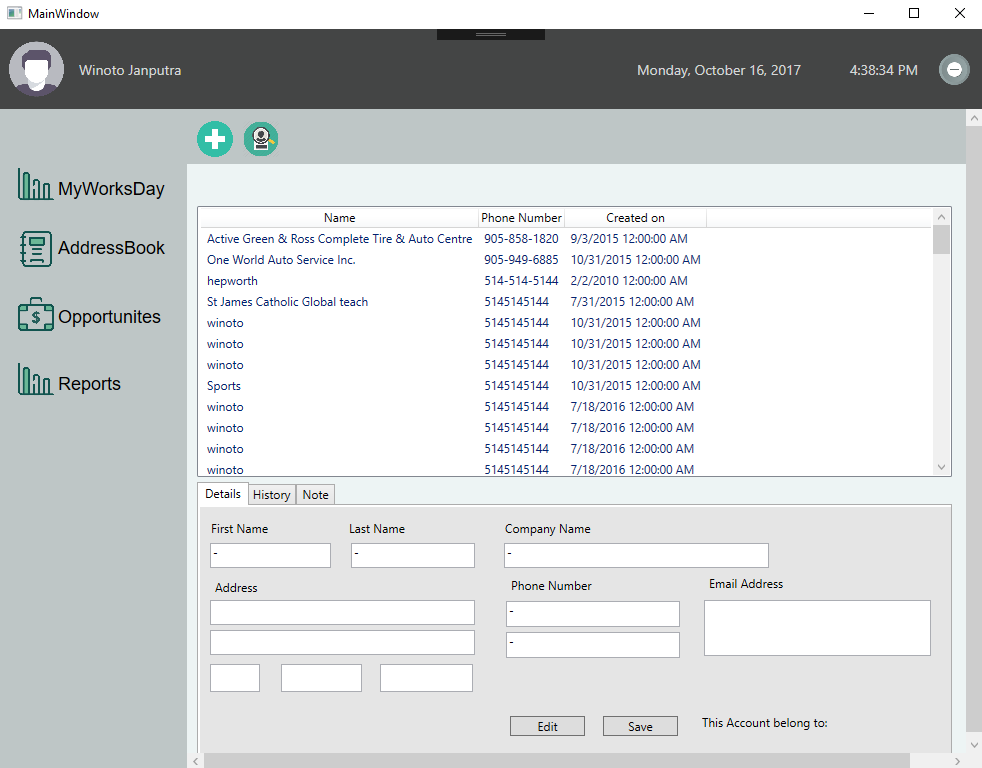 MainWindow
Winoto Janputra Monday, October 16, 2017 4:38:34 PM
MyWorksDay
AddressBook
Opportunites
Reports
Name Phone Number Created on
Active Green & Ross Complete Tire & Auto Centre 905-858-1820 9/3/2015 12:00:00 AM
One World Auto Service Inc. 905-949-6885 10/31/2015 12:00:00 AM
hepworth 514-514-5144 2/2/2010 12:00:00 AM
St James Catholic Global teach 5145145144 7/31/2015 12:00:00 AM
winoto 5145145144 10/31/2015 12:00:00 AM
winoto 5145145144 10/31/2015 12:00:00 AM
winoto 5145145144 10/31/2015 12:00:00 AM
Sports 5145145144 10/31/2015 12:00:00 AM
winoto 5145145144 7/18/2016 12:00:00 AM
winoto 5145145144 7/18/2016 12:00:00 AM
winoto 5145145144 7/18/2016 12:00:00 AM
winoto 5145145144 7/18/2016 12:00:00 AM
Details History Note
First Name Last Name Company Name
- - -
Address Phone Number Email Address
-
-
Edit Save This Account belong to: